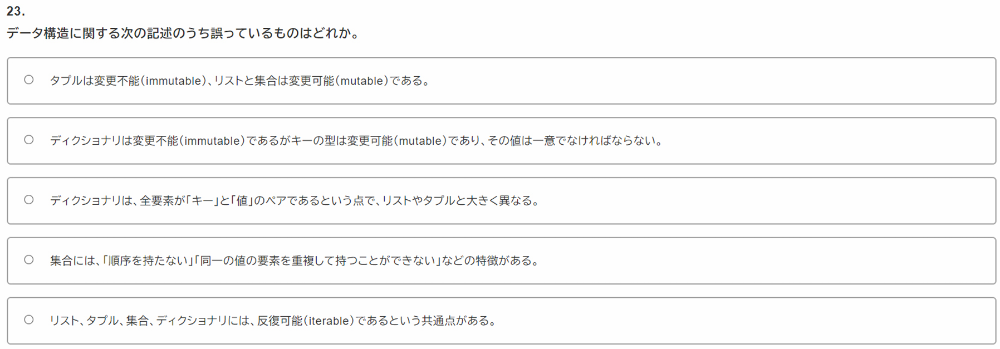 23.
データ構造に関する次の記述のうち誤っているものはどれか。
タプルは変更不能（immutable）、リストと集合は変更可能（mutable）である。
ディクショナリは変更不能（immutable）であるがキーの型は変更可能（mutable）であり、その値は一意でなければならない。
ディクショナリは、全要素が「キー」と「値」のペアであるという点で、リストやタプルと大きく異なる。
集合には、「順序を持たない」「同一の値の要素を重複して持つことができない」などの特徴がある。
リスト、タプル、集合、ディクショナリには、反復可能（iterable）であるという共通点がある。